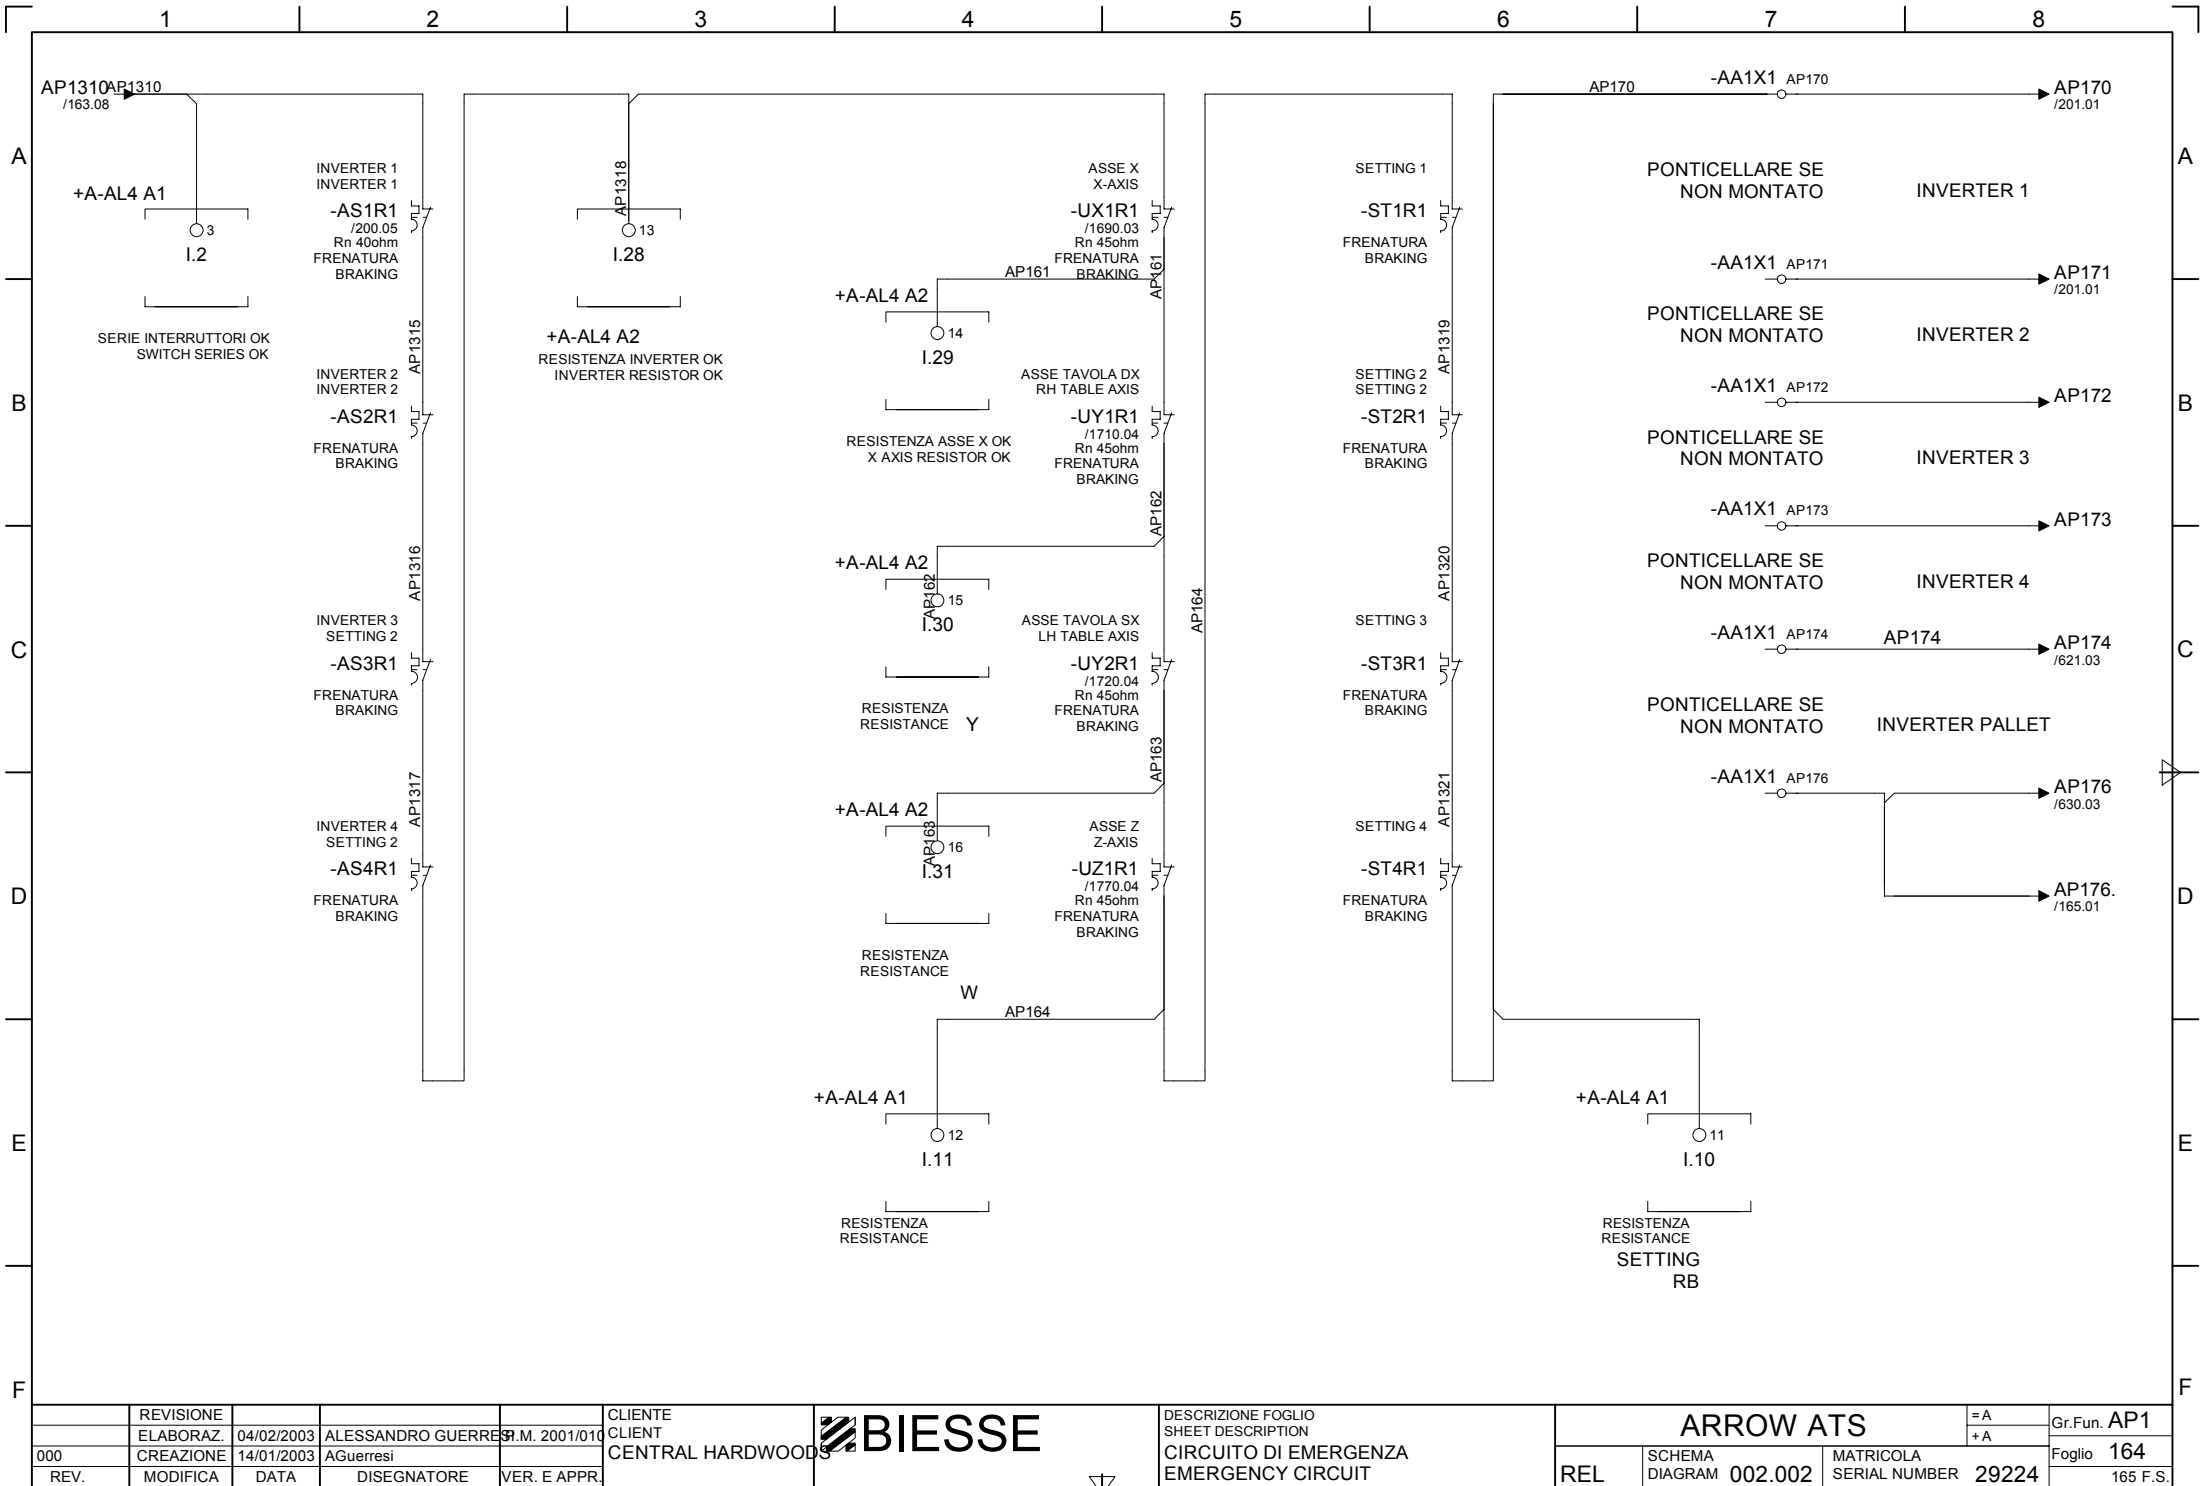 1 2 3 4 5 6 7 8
A
B
C
D
E
F
A
B
C
D
E
F
AP1310
/163.08
AP1310
+A-AL4 A1
3
I.2
SERIE INTERRUTTORI OK
SWITCH SERIES OK
INVERTER 1
INVERTER 1
-AS1R1
/200.05
Rn 40ohm
FRENATURA
BRAKING
AP1315
INVERTER 2
INVERTER 2
-AS2R1
FRENATURA
BRAKING
AP1316
INVERTER 3
SETTING 2
-AS3R1
FRENATURA
BRAKING
AP1317
INVERTER 4
SETTING 2
-AS4R1
FRENATURA
BRAKING
AP1318
13
I.28
+A-AL4 A2
RESISTENZA INVERTER OK
INVERTER RESISTOR OK
AP161
+A-AL4 A2
14
I.29
RESISTENZA ASSE X OK
X AXIS RESISTOR OK
+A-AL4 A2
AP162
15
I.30
RESISTENZA
RESISTANCE Y
+A-AL4 A2
AP163
16
I.31
RESISTENZA
RESISTANCE
W
AP164
+A-AL4 A1
12
I.11
RESISTENZA
RESISTANCE
ASSE X
X-AXIS
-UX1R1
/1690.03
Rn 45ohm
FRENATURA
BRAKING
AP161
ASSE TAVOLA DX
RH TABLE AXIS
-UY1R1
/1710.04
Rn 45ohm
FRENATURA
BRAKING
AP162
ASSE TAVOLA SX
LH TABLE AXIS
-UY2R1
/1720.04
Rn 45ohm
FRENATURA
BRAKING
AP163
ASSE Z
Z-AXIS
-UZ1R1
/1770.04
Rn 45ohm
FRENATURA
BRAKING
AP164
SETTING 1
-ST1R1
FRENATURA
BRAKING
AP1319
SETTING 2
SETTING 2
-ST2R1
FRENATURA
BRAKING
AP1320
SETTING 3
-ST3R1
FRENATURA
BRAKING
AP1321
SETTING 4
-ST4R1
FRENATURA
BRAKING
+A-AL4 A1
11
I.10
RESISTENZA
RESISTANCE
SETTING
RB
AP170
-AA1X1 AP170
AP170
/201.01
PONTICELLARE SE
NON MONTATO INVERTER 1
-AA1X1 AP171
AP171
/201.01
PONTICELLARE SE
NON MONTATO INVERTER 2
-AA1X1 AP172
AP172
PONTICELLARE SE
NON MONTATO INVERTER 3
-AA1X1 AP173
AP173
PONTICELLARE SE
NON MONTATO INVERTER 4
-AA1X1 AP174 AP174
AP174
/621.03
PONTICELLARE SE
NON MONTATO INVERTER PALLET
-AA1X1 AP176
AP176
/630.03
AP176.
/165.01
REVISIONE
ELABORAZ. 04/02/2003 ALESSANDRO GUERRESI P.M. 2001/010
000 CREAZIONE 14/01/2003 AGuerresi
REV. MODIFICA DATA DISEGNATORE VER. E APPR.
CLIENTE
CLIENT
CENTRAL HARDWOODS
BIESSE
DESCRIZIONE FOGLIO
SHEET DESCRIPTION
CIRCUITO DI EMERGENZA
EMERGENCY CIRCUIT
ARROW ATS
= A
+ A
REL
SCHEMA
DIAGRAM 002.002
MATRICOLA
SERIAL NUMBER 29224
Gr.Fun. AP1
Foglio 164
165 F.S.